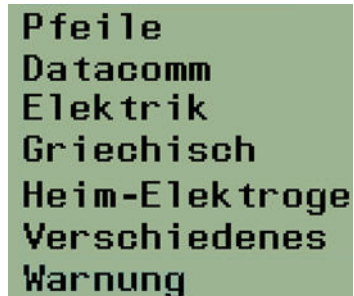 Pfeile
Datacomm
Elektrik
Griechisch
Heim-Elektroge
Verschiedenes
Warnung